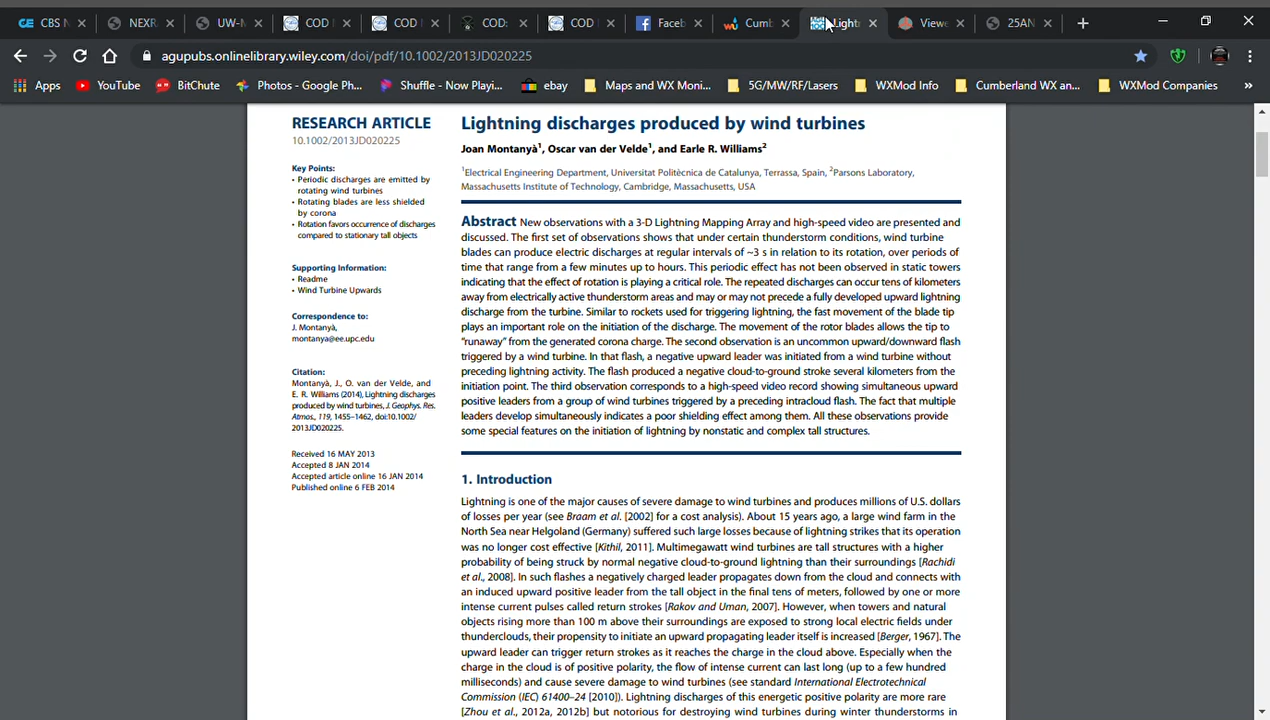 CBS N
NEXR
UW-M
COD N
COD I
COD:
COD
Faceb
Cumb
Lightr
Viewe
25AN
agupubs.onlinelibrary.wiley.com/doi/pdf/10.1002/2013JD020225
Apps
YouTube
BitChute
Photos - Google Ph...
Shuffle - Now Playi...
ebay
Maps and WX Moni...
5G/MW/RF/Lasers
WXMod Info
Cumberland WX an...
WXMod Companies
»
RESEARCH ARTICLE
10.1002/2013JD020225
Key Points:
• Periodic discharges are emitted by
rotating wind turbines
• Rotating blades are less shielded
by corona
• Rotation favors occurrence of discharges
compared to stationary tall objects
Supporting Information:
• Readme
• Wind Turbine Upwards
Correspondence to:
J. Montanyà,
montanya@ee.upc.edu
Citation:
Montanyà, J., O. van der Velde, and
E. R. Williams (2014), Lightning discharges
produced by wind turbines, J. Geophys. Res.
Atmos., 119, 1455–1462, doi:10.1002/
2013JD020225.
Received 16 MAY 2013
Accepted 8 JAN 2014
Accepted article online 16 JAN 2014
Published online 6 FEB 2014
Lightning discharges produced by wind turbines
Joan Montanyà1, Oscar van der Velde1, and Earle R. Williams2
1Electrical Engineering Department, Universitat Politècnica de Catalunya, Terrassa, Spain, 2Parsons Laboratory,
Massachusetts Institute of Technology, Cambridge, Massachusetts, USA
Abstract New observations with a 3-D Lightning Mapping Array and high-speed video are presented and
discussed. The first set of observations shows that under certain thunderstorm conditions, wind turbine
blades can produce electric discharges at regular intervals of ~3 s in relation to its rotation, over periods of
time that range from a few minutes up to hours. This periodic effect has not been observed in static towers
indicating that the effect of rotation is playing a critical role. The repeated discharges can occur tens of kilometers
away from electrically active thunderstorm areas and may or may not precede a fully developed upward lightning
discharge from the turbine. Similar to rockets used for triggering lightning, the fast movement of the blade tip
plays an important role on the initiation of the discharge. The movement of the rotor blades allows the tip to
“runaway” from the generated corona charge. The second observation is an uncommon upward/downward flash
triggered by a wind turbine. In that flash, a negative upward leader was initiated from a wind turbine without
preceding lightning activity. The flash produced a negative cloud-to-ground stroke several kilometers from the
initiation point. The third observation corresponds to a high-speed video record showing simultaneous upward
positive leaders from a group of wind turbines triggered by a preceding intracloud flash. The fact that multiple
leaders develop simultaneously indicates a poor shielding effect among them. All these observations provide
some special features on the initiation of lightning by nonstatic and complex tall structures.
1. Introduction
Lightning is one of the major causes of severe damage to wind turbines and produces millions of U.S. dollars
of losses per year (see Braam et al. [2002] for a cost analysis). About 15 years ago, a large wind farm in the
North Sea near Helgoland (Germany) suffered such large losses because of lightning strikes that its operation
was no longer cost effective [Kithil, 2011]. Multimegawatt wind turbines are tall structures with a higher
probability of being struck by normal negative cloud-to-ground lightning than their surroundings [Rachidi
et al., 2008]. In such flashes a negatively charged leader propagates down from the cloud and connects with
an induced upward positive leader from the tall object in the final tens of meters, followed by one or more
intense current pulses called return strokes [Rakov and Uman, 2007]. However, when towers and natural
objects rising more than 100 m above their surroundings are exposed to strong local electric fields under
thunderclouds, their propensity to initiate an upward propagating leader itself is increased [Berger, 1967]. The
upward leader can trigger return strokes as it reaches the charge in the cloud above. Especially when the
charge in the cloud is of positive polarity, the flow of intense current can last long (up to a few hundred
milliseconds) and cause severe damage to wind turbines (see standard International Electrotechnical
Commission (IEC) 61400–24 [2010]). Lightning discharges of this energetic positive polarity are more rare
[Zhou et al., 2012a, 2012b] but notorious for destroying wind turbines during winter thunderstorms in